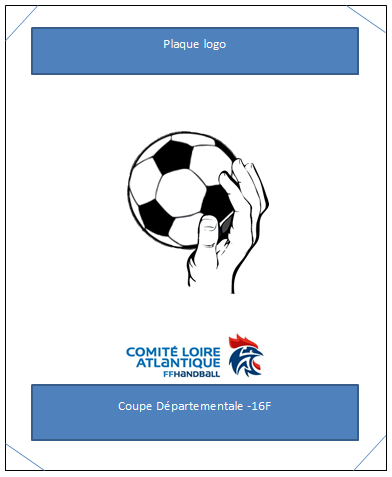 Plaque logo
COMITÉ LOIRE
ATLANTIQUE
FFHANDBALL
Coupe Départementale -16F